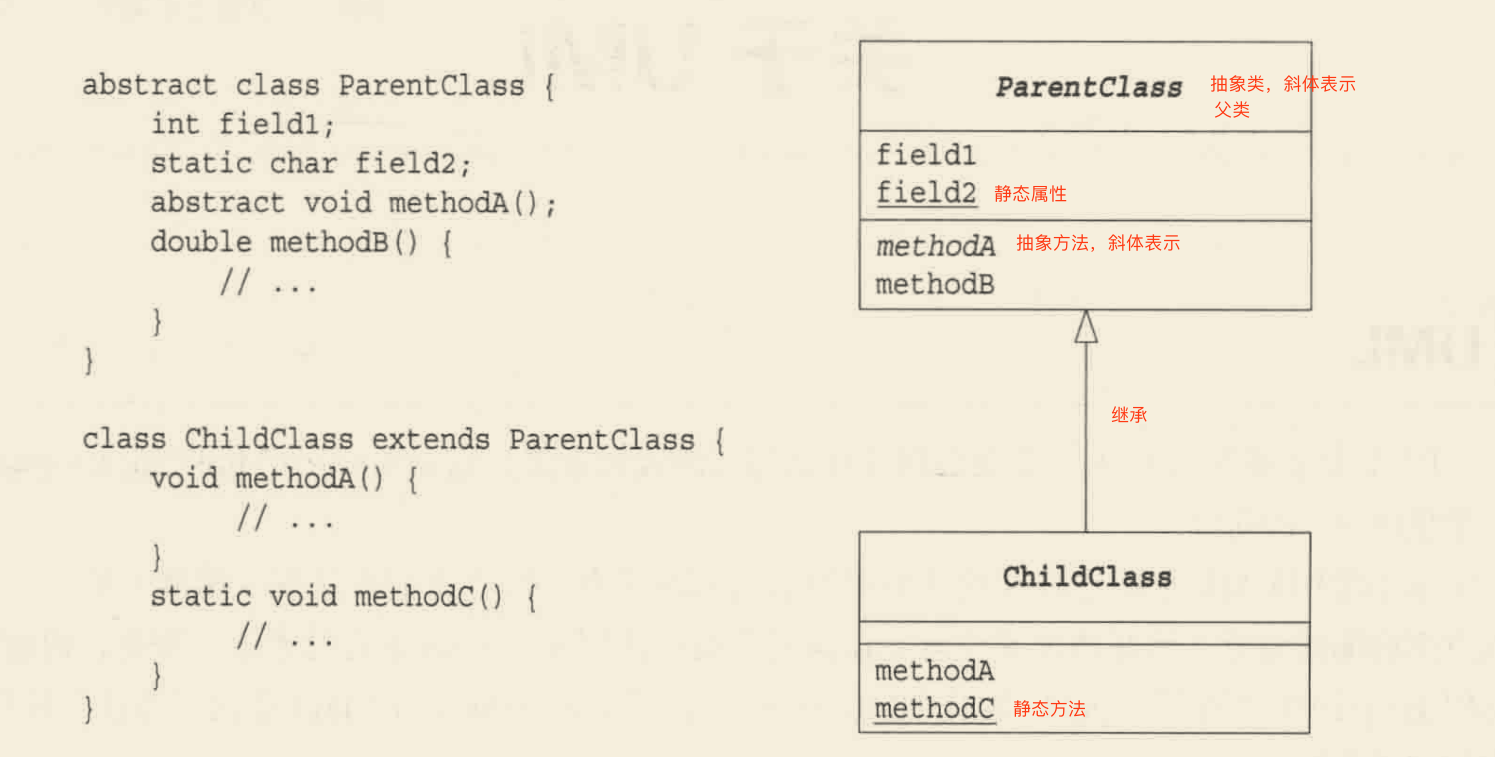 abstract class ParentClass {
int field1;
static char field2;
abstract void methodA();
double methodB() {
// ...
}
}
class ChildClass extends ParentClass {
void methodA() {
// ...
}
static void methodC() {
// ...
}
}
ParentClass 抽象类，斜体表示
父类
field1
field2 静态属性
methodA 抽象方法，斜体表示
methodB
继承
ChildClass
methodA
methodC 静态方法